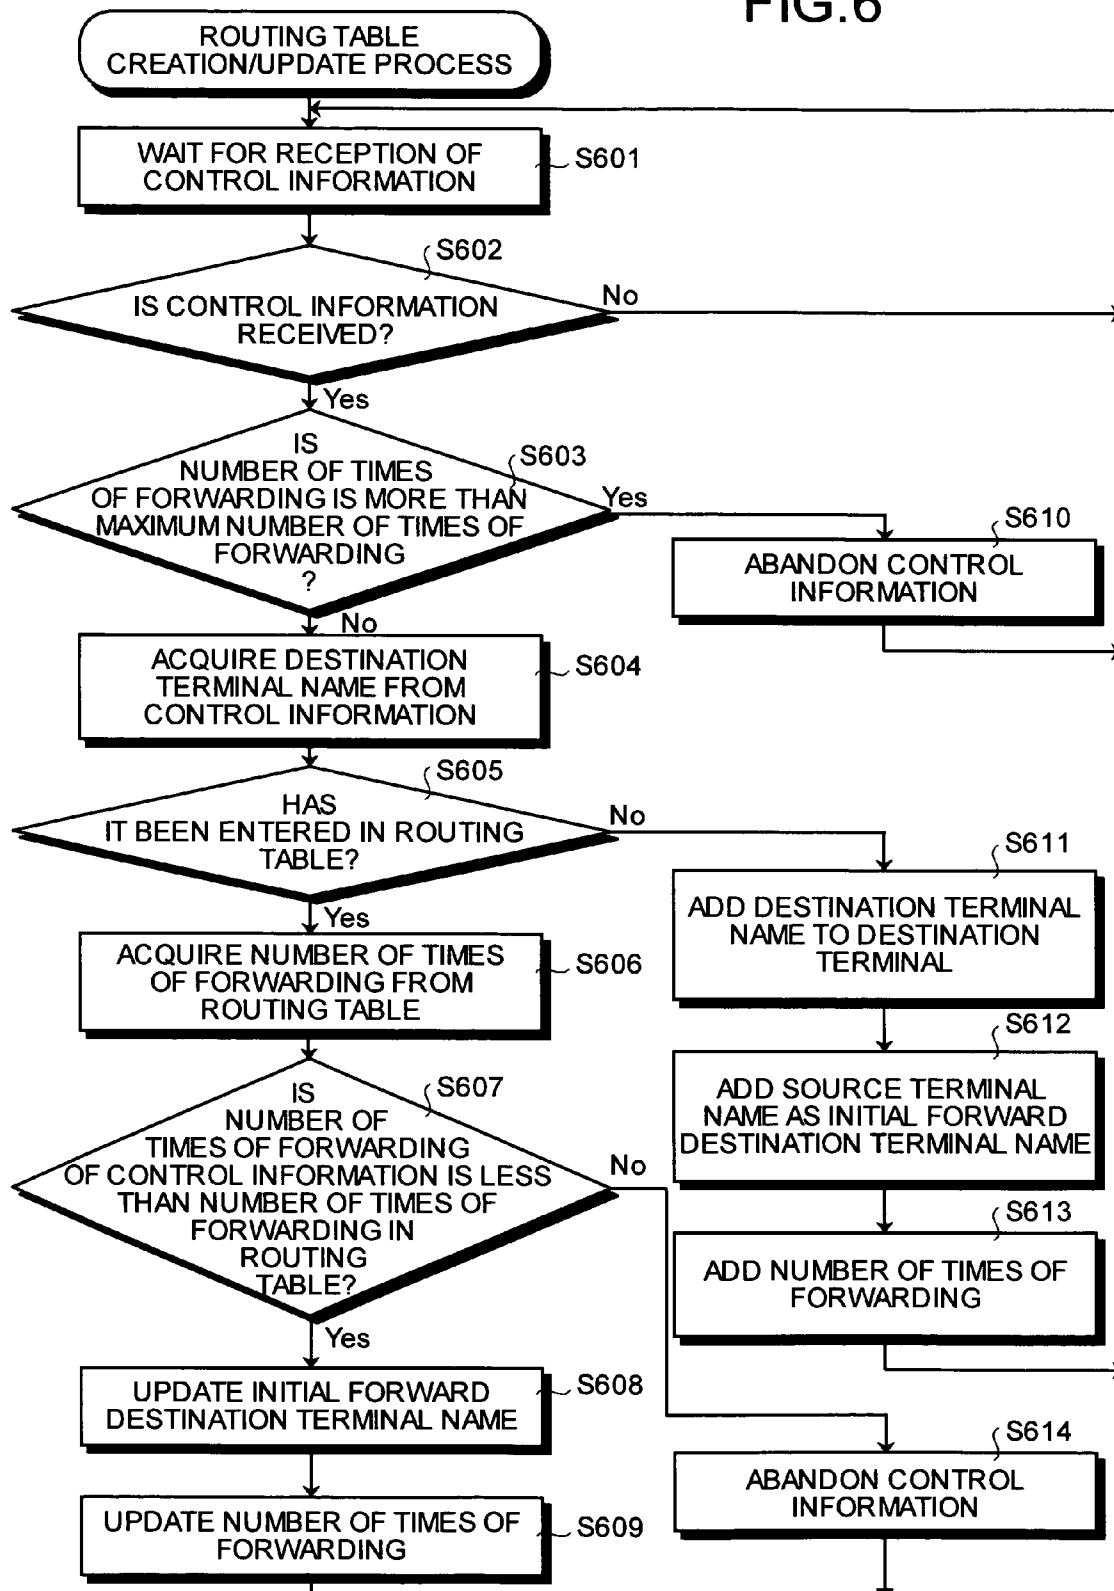 FIG.6
ROUTING TABLE
CREATION/UPDATE PROCESS
WAIT FOR RECEPTION OF
CONTROL INFORMATION
S601
S602
IS CONTROL INFORMATION
RECEIVED?
No
Yes
IS
NUMBER OF TIMES
OF FORWARDING IS MORE THAN
MAXIMUM NUMBER OF TIMES OF
FORWARDING
?
S603
Yes
No
S610
ABANDON CONTROL
INFORMATION
ACQUIRE DESTINATION
TERMINAL NAME FROM
CONTROL INFORMATION
S604
S605
HAS
IT BEEN ENTERED IN ROUTING
TABLE?
No
Yes
S611
ADD DESTINATION TERMINAL
NAME TO DESTINATION
TERMINAL
ACQUIRE NUMBER OF TIMES
OF FORWARDING FROM
ROUTING TABLE
S606
S612
ADD SOURCE TERMINAL
NAME AS INITIAL FORWARD
DESTINATION TERMINAL NAME
S607
IS
NUMBER OF
TIMES OF FORWARDING
OF CONTROL INFORMATION IS LESS
THAN NUMBER OF TIMES OF
FORWARDING IN
ROUTING
TABLE?
No
Yes
S613
ADD NUMBER OF TIMES OF
FORWARDING
UPDATE INITIAL FORWARD
DESTINATION TERMINAL NAME
S608
S614
ABANDON CONTROL
INFORMATION
UPDATE NUMBER OF TIMES OF
FORWARDING
S609